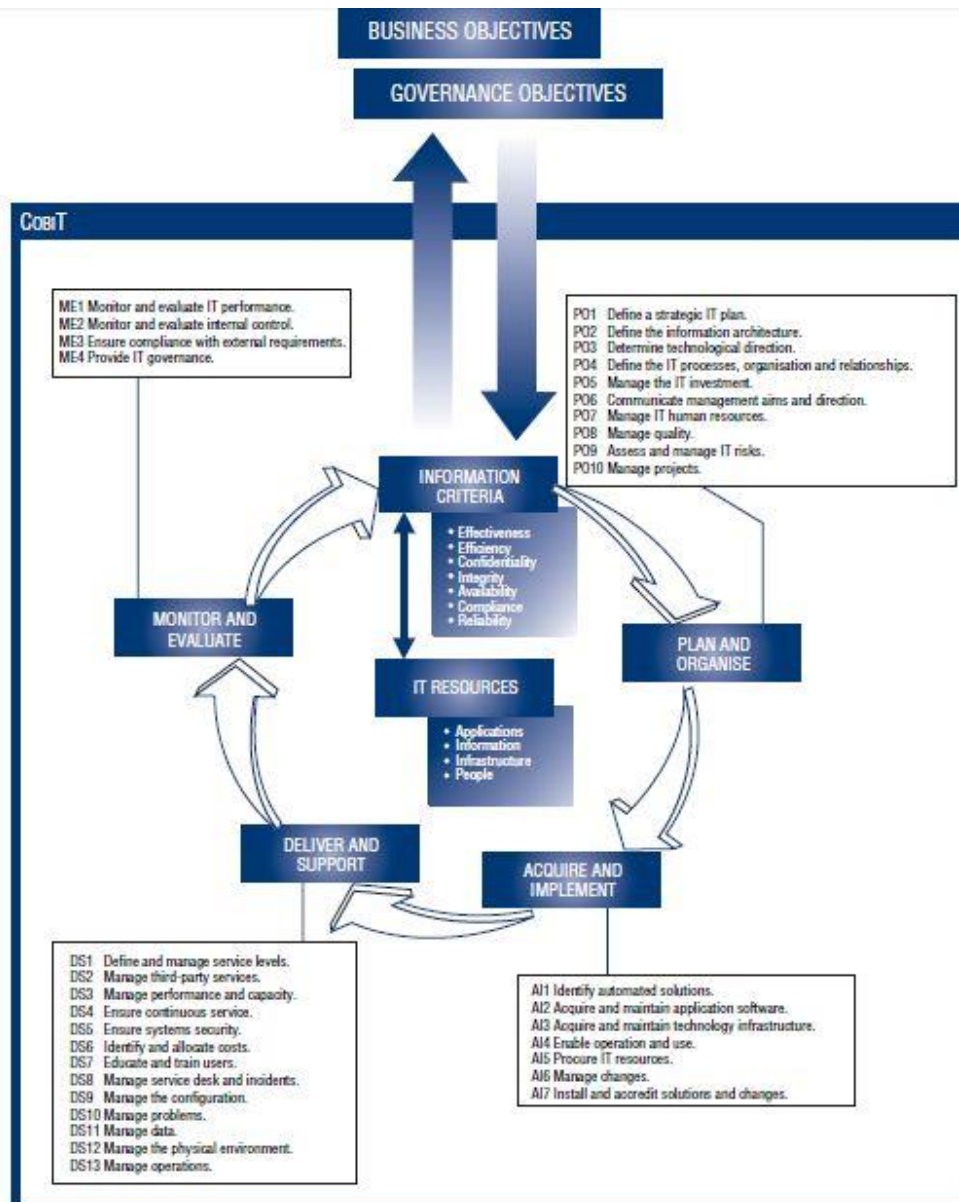 BUSINESS OBJECTIVES
GOVERNANCE OBJECTIVES
COBIT
ME1 Monitor and evaluate IT performance.
ME2 Monitor and evaluate internal control.
ME3 Ensure compliance with external requirements.
ME4 Provide IT governance.
PO1 Define a strategic IT plan.
PO2 Define the information architecture.
PO3 Determine technological direction.
PO4 Define the IT processes, organisation and relationships.
PO5 Manage the IT investment.
PO6 Communicate management aims and direction.
PO7 Manage IT human resources.
PO8 Manage quality.
PO9 Assess and manage IT risks.
PO10 Manage projects.
INFORMATION
CRITERIA
• Effectiveness
• Efficiency
• Confidentiality
• Integrity
• Availability
• Compliance
• Reliability
MONITOR AND
EVALUATE
PLAN AND
ORGANISE
IT RESOURCES
• Applications
• Information
• Infrastructure
• People
DELIVER AND
SUPPORT
ACQUIRE AND
IMPLEMENT
DS1 Define and manage service levels.
DS2 Manage third-party services.
DS3 Manage performance and capacity.
DS4 Ensure continuous service.
DS5 Ensure systems security.
DS6 Identify and allocate costs.
DS7 Educate and train users.
DS8 Manage service desk and incidents.
DS9 Manage the configuration.
DS10 Manage problems.
DS11 Manage data.
DS12 Manage the physical environment.
DS13 Manage operations.
AI1 Identify automated solutions.
AI2 Acquire and maintain application software.
AI3 Acquire and maintain technology infrastructure.
AI4 Enable operation and use.
AI5 Procure IT resources.
AI6 Manage changes.
AI7 Install and accredit solutions and changes.